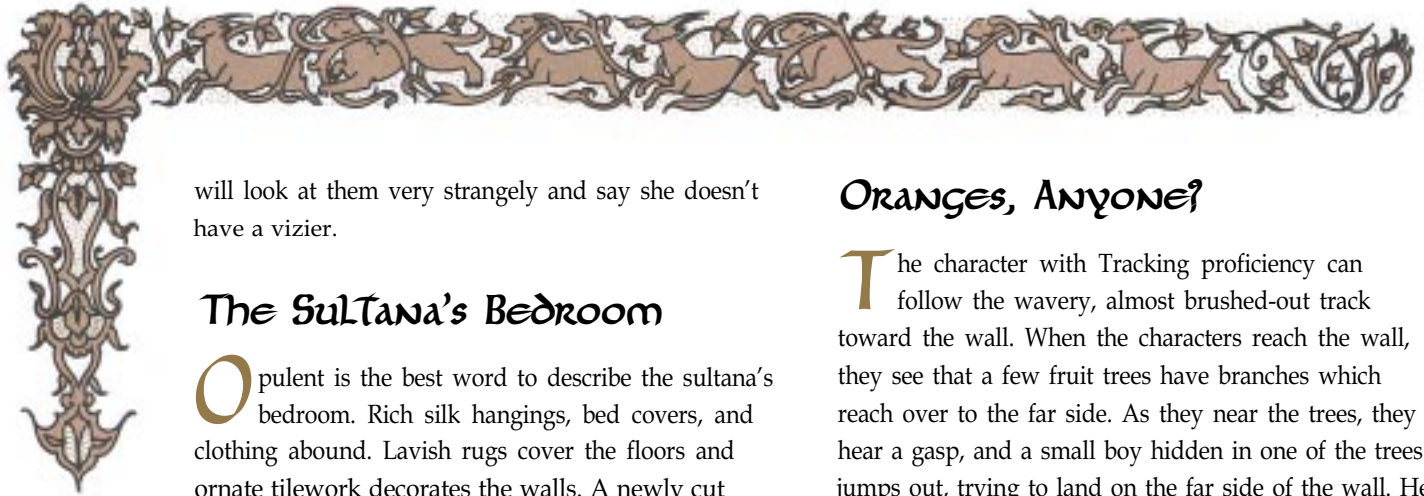 will look at them very strangely and say she doesn't
have a vizier.
The Sultana's Bedroom
Opulent is the best word to describe the sultana's
bedroom. Rich silk hangings, bed covers, and
clothing abound. Lavish rugs cover the floors and
ornate tilework decorates the walls. A newly cut
Oranges, Anyone?
The character with Tracking proficiency can
follow the wavery, almost brushed-out track
toward the wall. When the characters reach the wall,
they see that a few fruit trees have branches which
reach over to the far side. As they near the trees, they
hear a gasp, and a small boy hidden in one of the trees
jumps out, trying to land on the far side of the wall. He